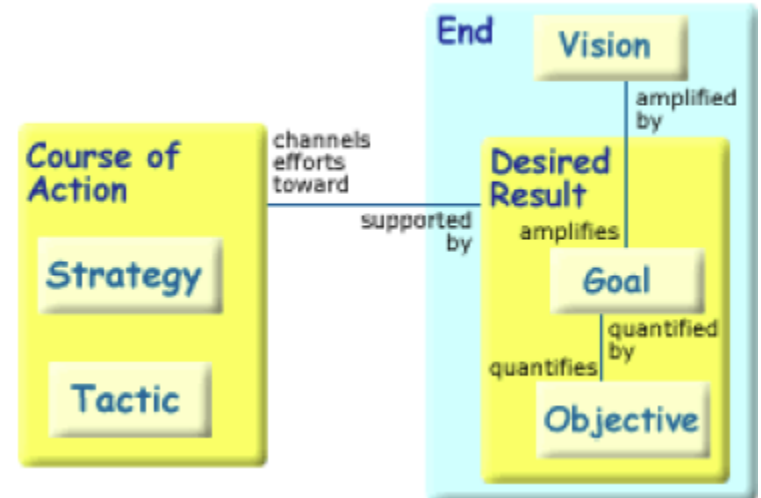 End
Vision
amplified
by
channels
efforts
toward
Course of
Action
Desired
Result
supported
by
amplifies
Strategy
Goal
quantified
by
quantifies
Tactic
Objective